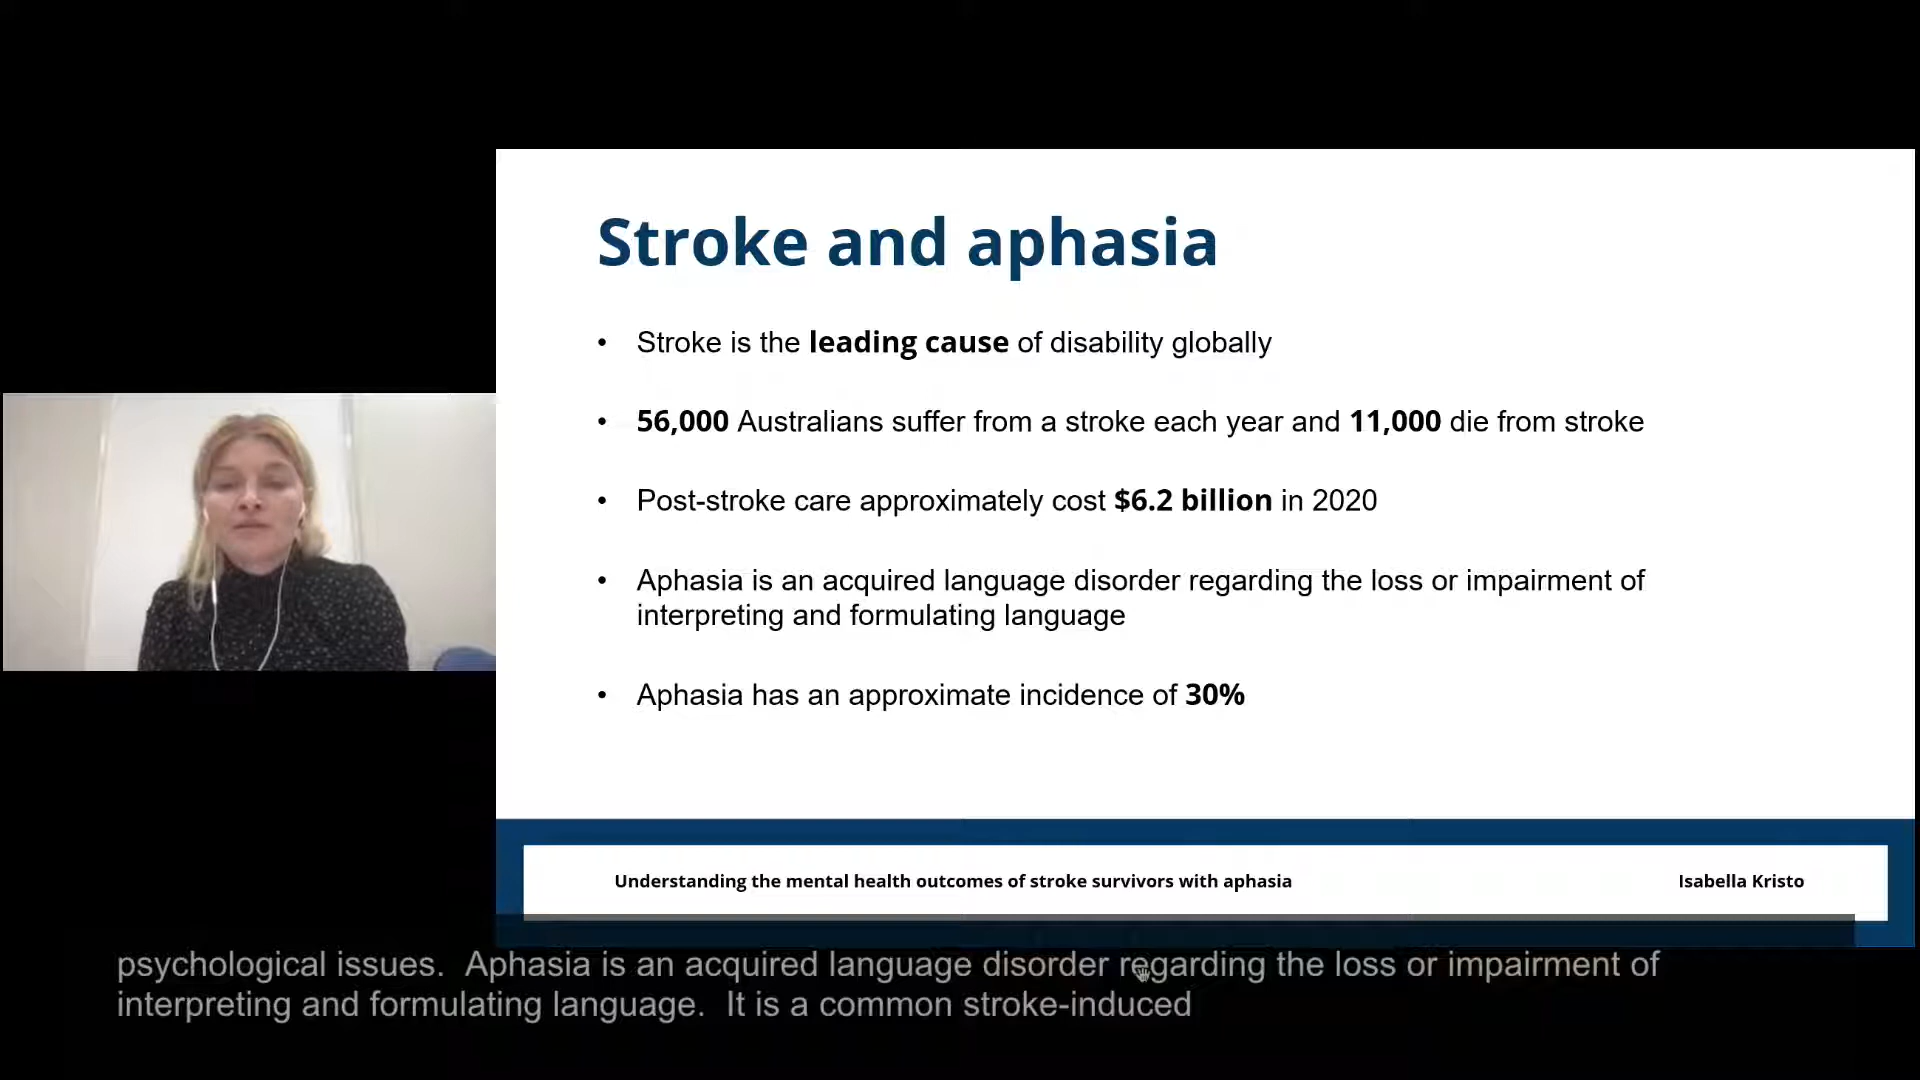 Stroke and aphasia
• Stroke is the leading cause of disability globally
• 56,000 Australians suffer from a stroke each year and 11,000 die from stroke
• Post-stroke care approximately cost $6.2 billion in 2020
• Aphasia is an acquired language disorder regarding the loss or impairment of
interpreting and formulating language
• Aphasia has an approximate incidence of 30%
Understanding the mental health outcomes of stroke survivors with aphasia
Isabella Kristo
psychological issues.  Aphasia is an acquired language disorder regarding the loss or impairment of
interpreting and formulating language.  It is a common stroke-induced